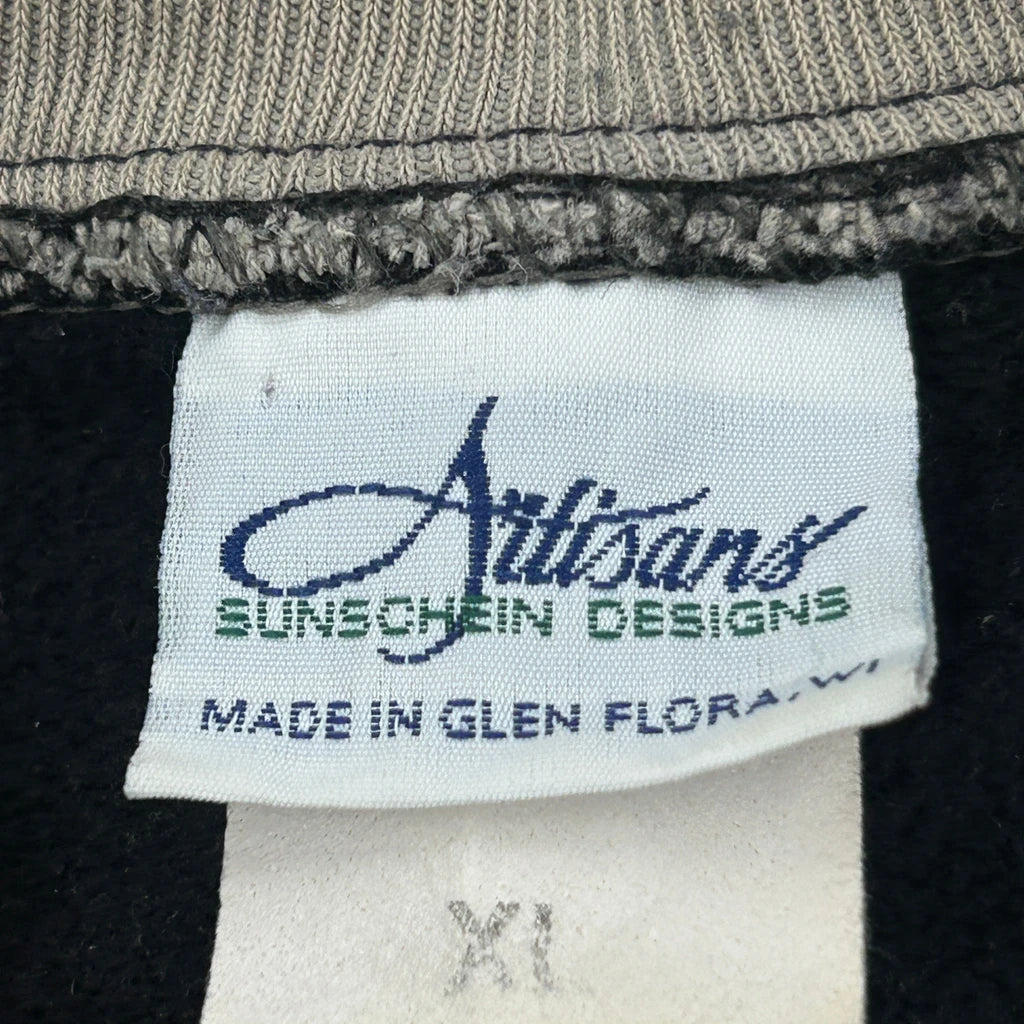 Artisans
SUNSCHEIN DESIGNS
MADE IN GLEN FLORA, WI
XL